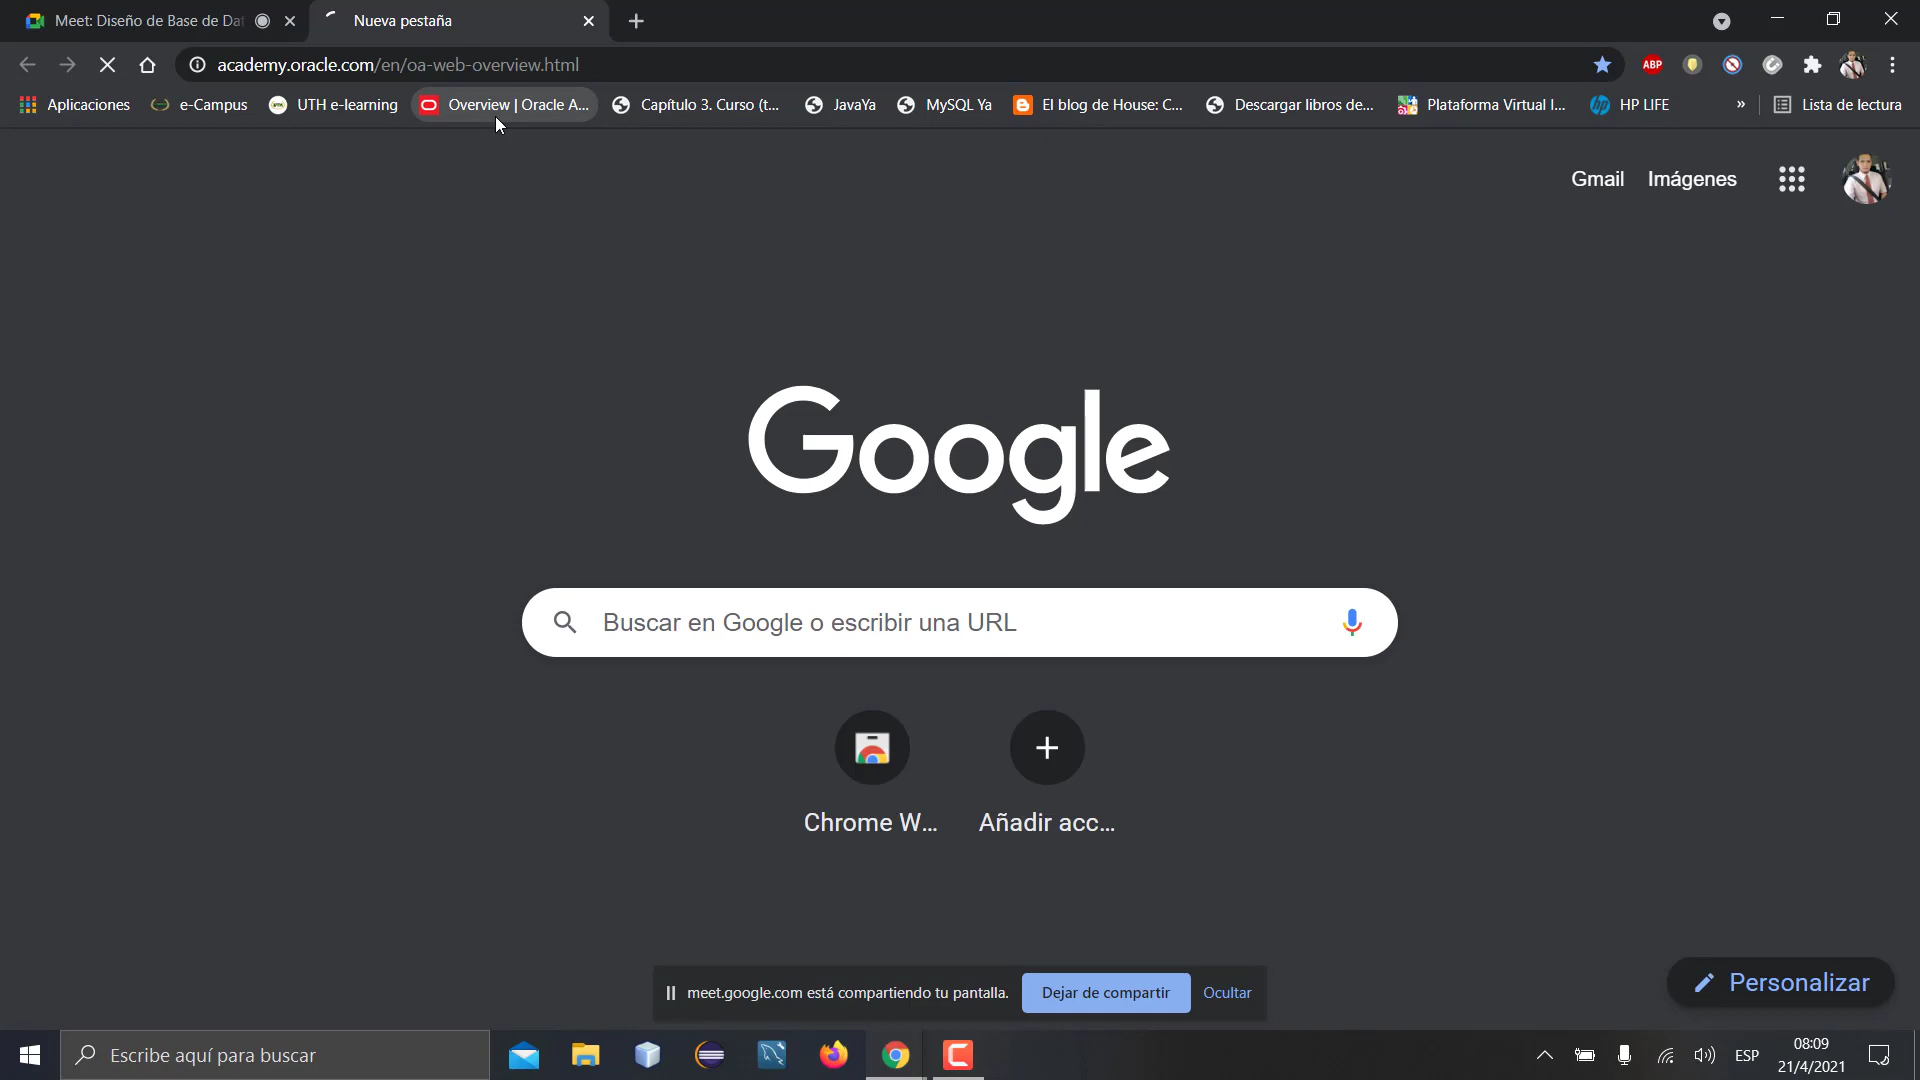 Meet: Diseño de Base de Dat
Nueva pestaña
academy.oracle.com/en/oa-web-overview.html
ABP
Aplicaciones
e-Campus
UTH e-learning
Overview | Oracle A...
Capítulo 3. Curso (t...
JavaYa
MySQL Ya
El blog de House: C...
Descargar libros de...
Plataforma Virtual I...
HP LIFE
»
Lista de lectura
Gmail
Imágenes
Google
Buscar en Google o escribir una URL
Chrome W...
Añadir acc...
meet.google.com está compartiendo tu pantalla.
Dejar de compartir
Ocultar
Personalizar
Escribe aquí para buscar
ESP
08:09
21/4/2021